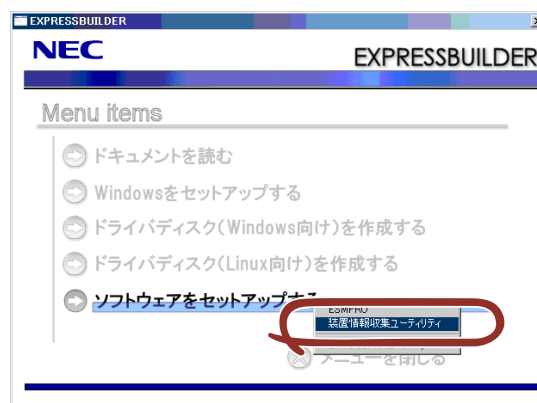 EXPRESSBUILDER
NEC
EXPRESSBUILDER
Menu items
ドキュメントを読む
Windowsをセットアップする
ドライバディスク(Windows向け)を作成する
ドライバディスク(Linux向け)を作成する
ソフトウェアをセットアップする
ESMPRO
装置情報収集ユーティリティ
メニューを閉じる